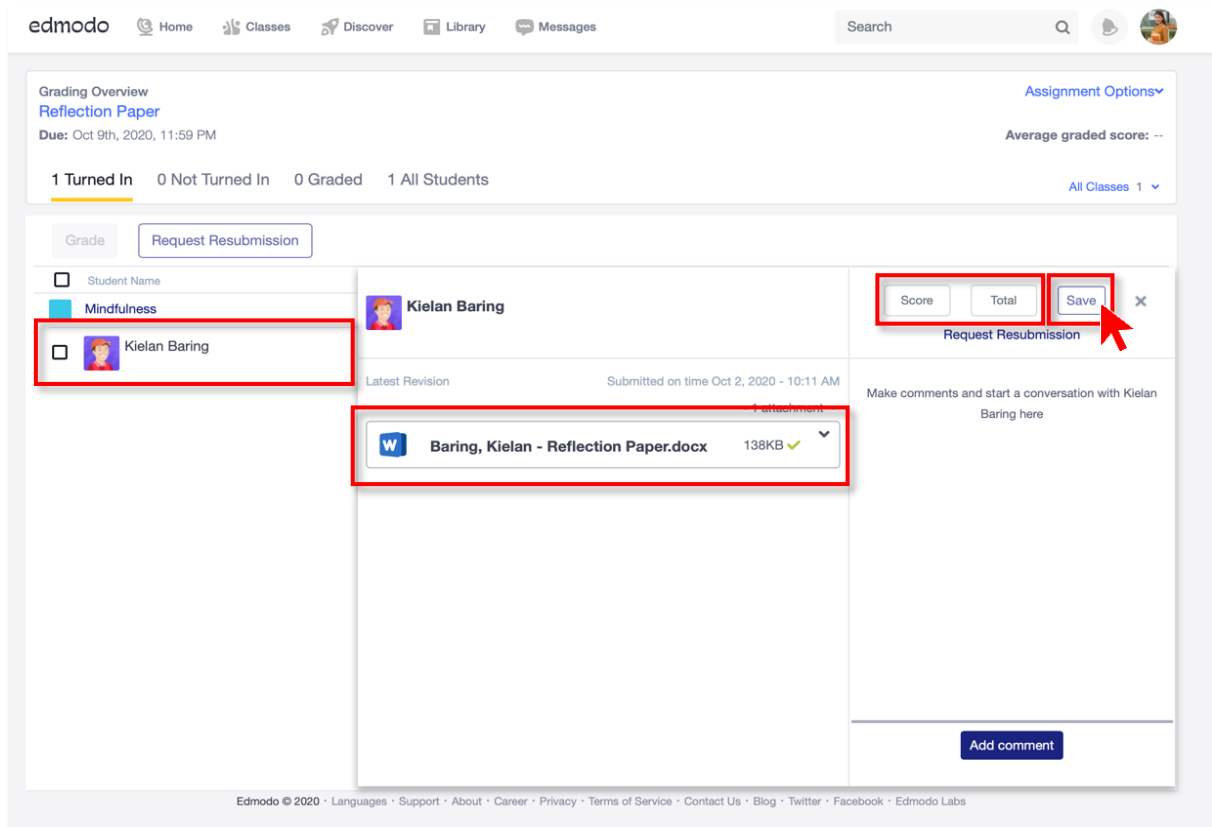 edmodo Home Classes Discover Library Messages Search
Grading Overview
Assignment Options
Reflection Paper
Due: Oct 9th, 2020, 11:59 PM
Average graded score: --
1 Turned In 0 Not Turned In 0 Graded 1 All Students
All Classes 1
Grade Request Resubmission
Student Name
Mindfulness
Kielan Baring
Kielan Baring
Score Total Save ×
Request Resubmission
Latest Revision Submitted on time Oct 2, 2020 - 10:11 AM
1 attachment
W Baring, Kielan - Reflection Paper.docx 138KB
Make comments and start a conversation with Kielan
Baring here
Add comment
Edmodo © 2020 · Languages · Support · About · Career · Privacy · Terms of Service · Contact Us · Blog · Twitter · Facebook · Edmodo Labs